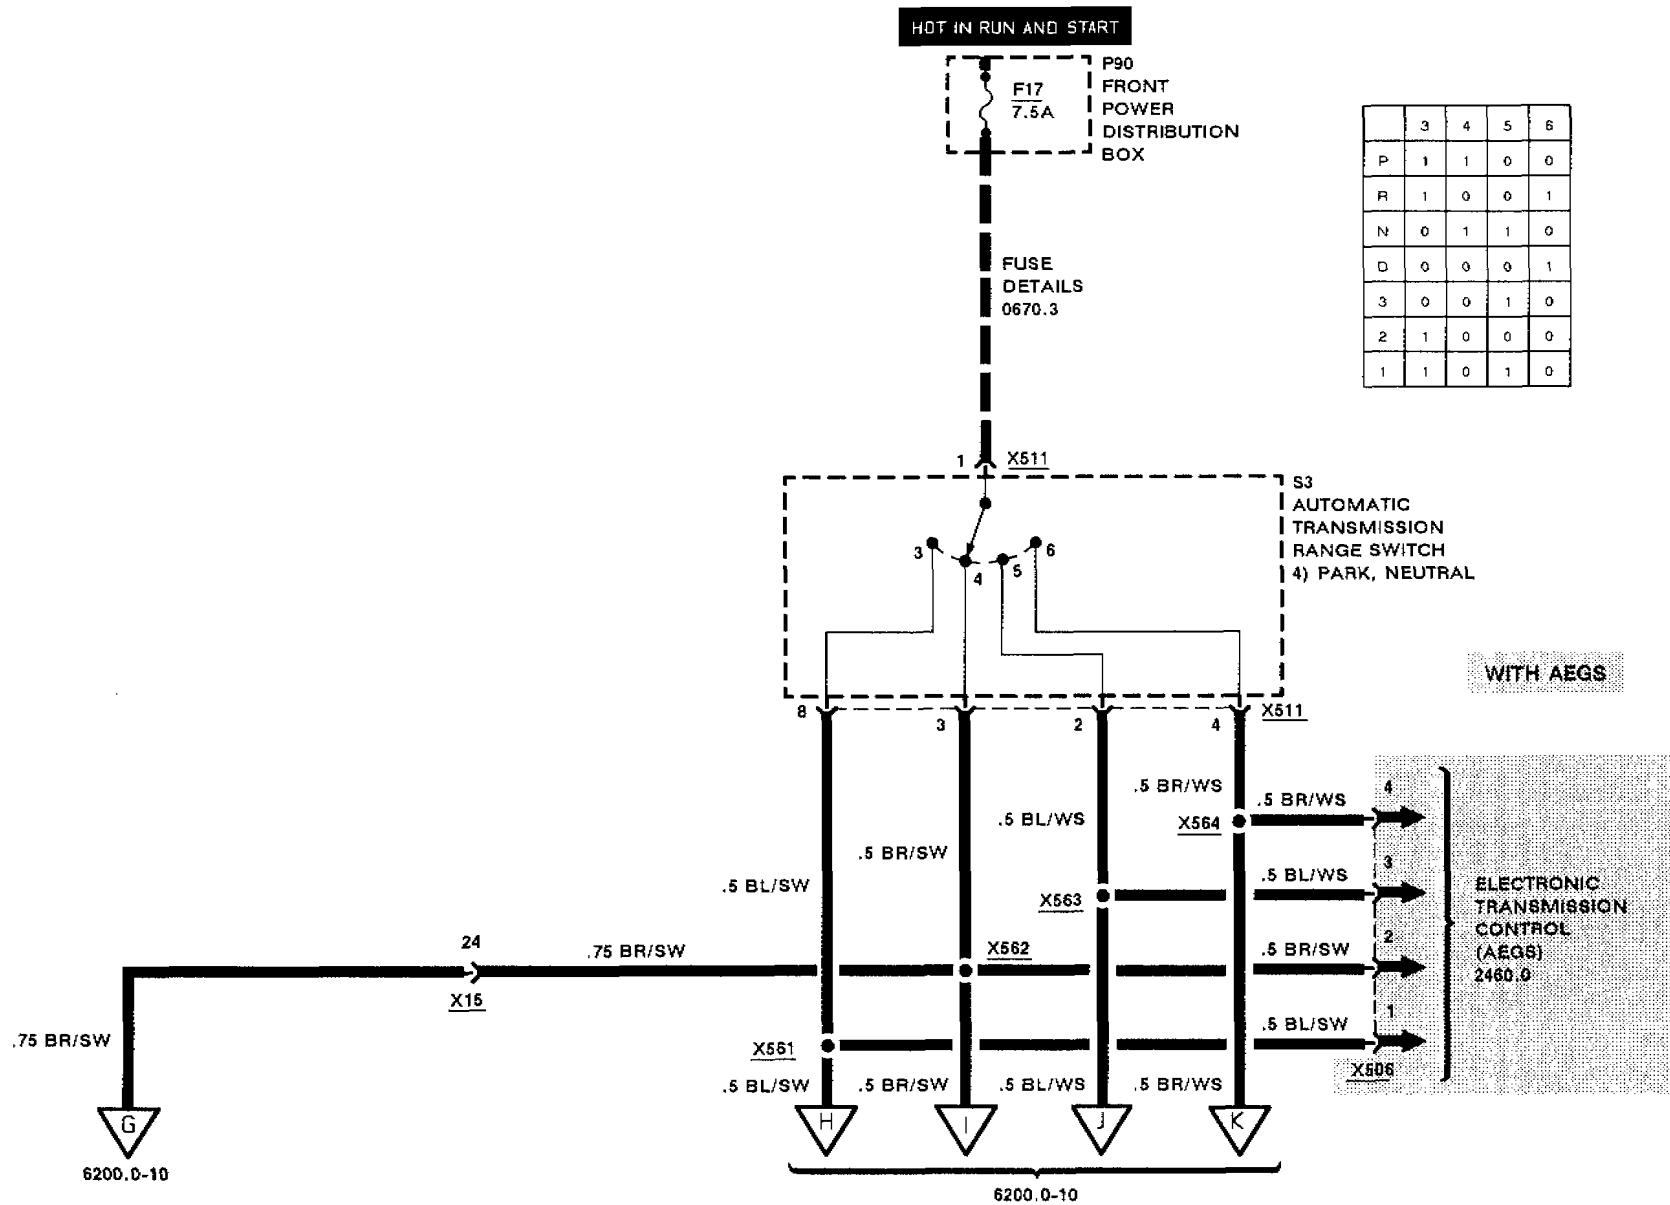 HOT IN RUN AND START
F17
7.5A
P90
FRONT
POWER
DISTRIBUTION
BOX
3 4 5 6
P 1 1 0 0
R 1 0 0 1
N 0 1 1 0
D 0 0 0 1
3 0 0 1 0
2 1 0 0 0
1 1 0 1 0
FUSE
DETAILS
0670.3
1 X511
S3
AUTOMATIC
TRANSMISSION
RANGE SWITCH
4) PARK, NEUTRAL
3 4 5 6
WITH AEGS
8 3 2 4 X511
.5 BR/WS
.5 BR/WS
4
.5 BL/WS
X564
.5 BR/SW
3
.5 BL/WS
.5 BL/SW
X563
ELECTRONIC
TRANSMISSION
CONTROL
(AEGS)
2460.0
24
.75 BR/SW
X562
2
.5 BR/SW
X15
1
.5 BL/SW
.75 BR/SW
X561
X506
.5 BL/SW
.5 BR/SW
.5 BL/WS
.5 BR/WS
G
H
I
J
K
6200.0-10
6200.0-10